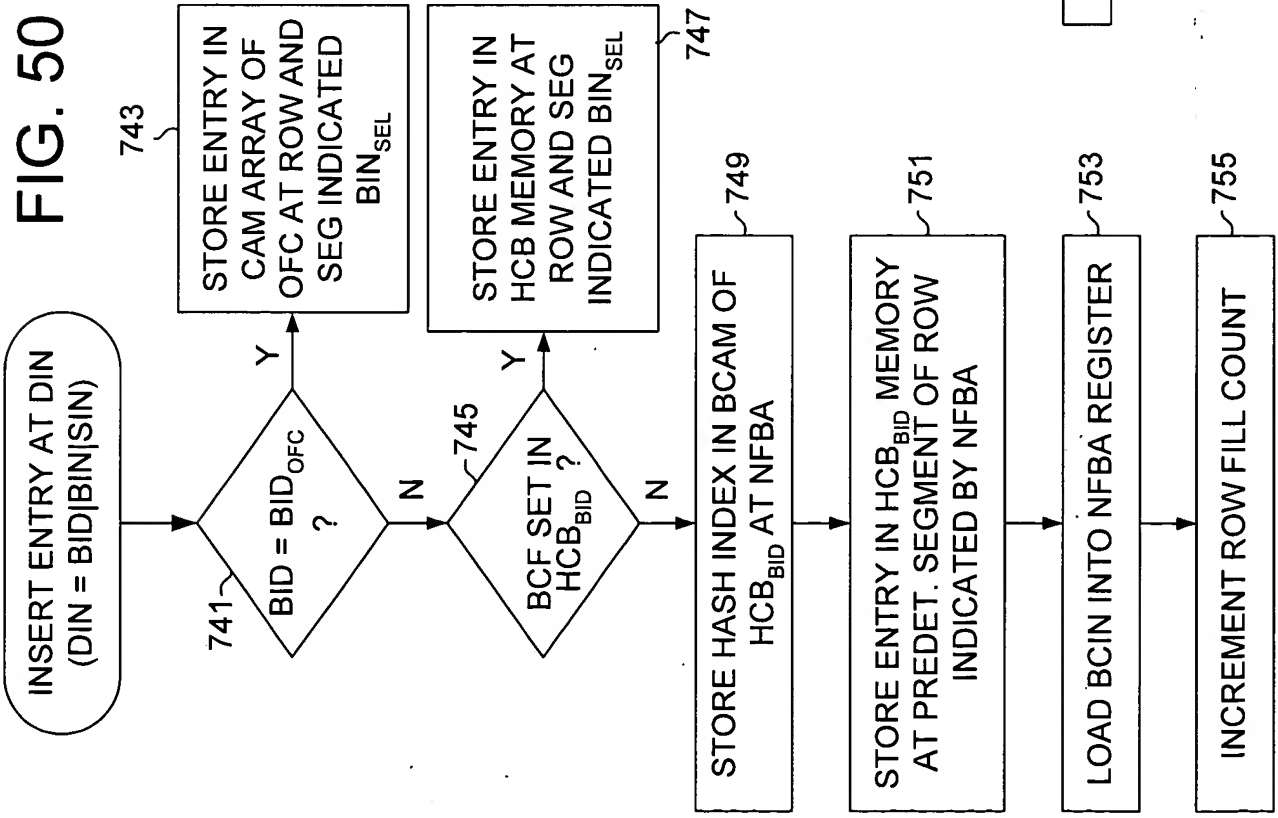 FIG. 50
INSERT ENTRY AT DIN
(DIN = BID|BIN|SIN)
741
BID = BID_OFC
?
Y
N
743
STORE ENTRY IN
CAM ARRAY OF
OFC AT ROW AND
SEG INDICATED
BIN_SEL
745
BCF SET IN
HCB_BID ?
Y
N
STORE ENTRY IN
HCB MEMORY AT
ROW AND SEG
INDICATED BIN_SEL
747
STORE HASH INDEX IN BCAM OF
HCB_BID AT NFBA
749
STORE ENTRY IN HCB_BID MEMORY
AT PREDET. SEGMENT OF ROW
INDICATED BY NFBA
751
LOAD BCIN INTO NFBA REGISTER
753
INCREMENT ROW FILL COUNT
755